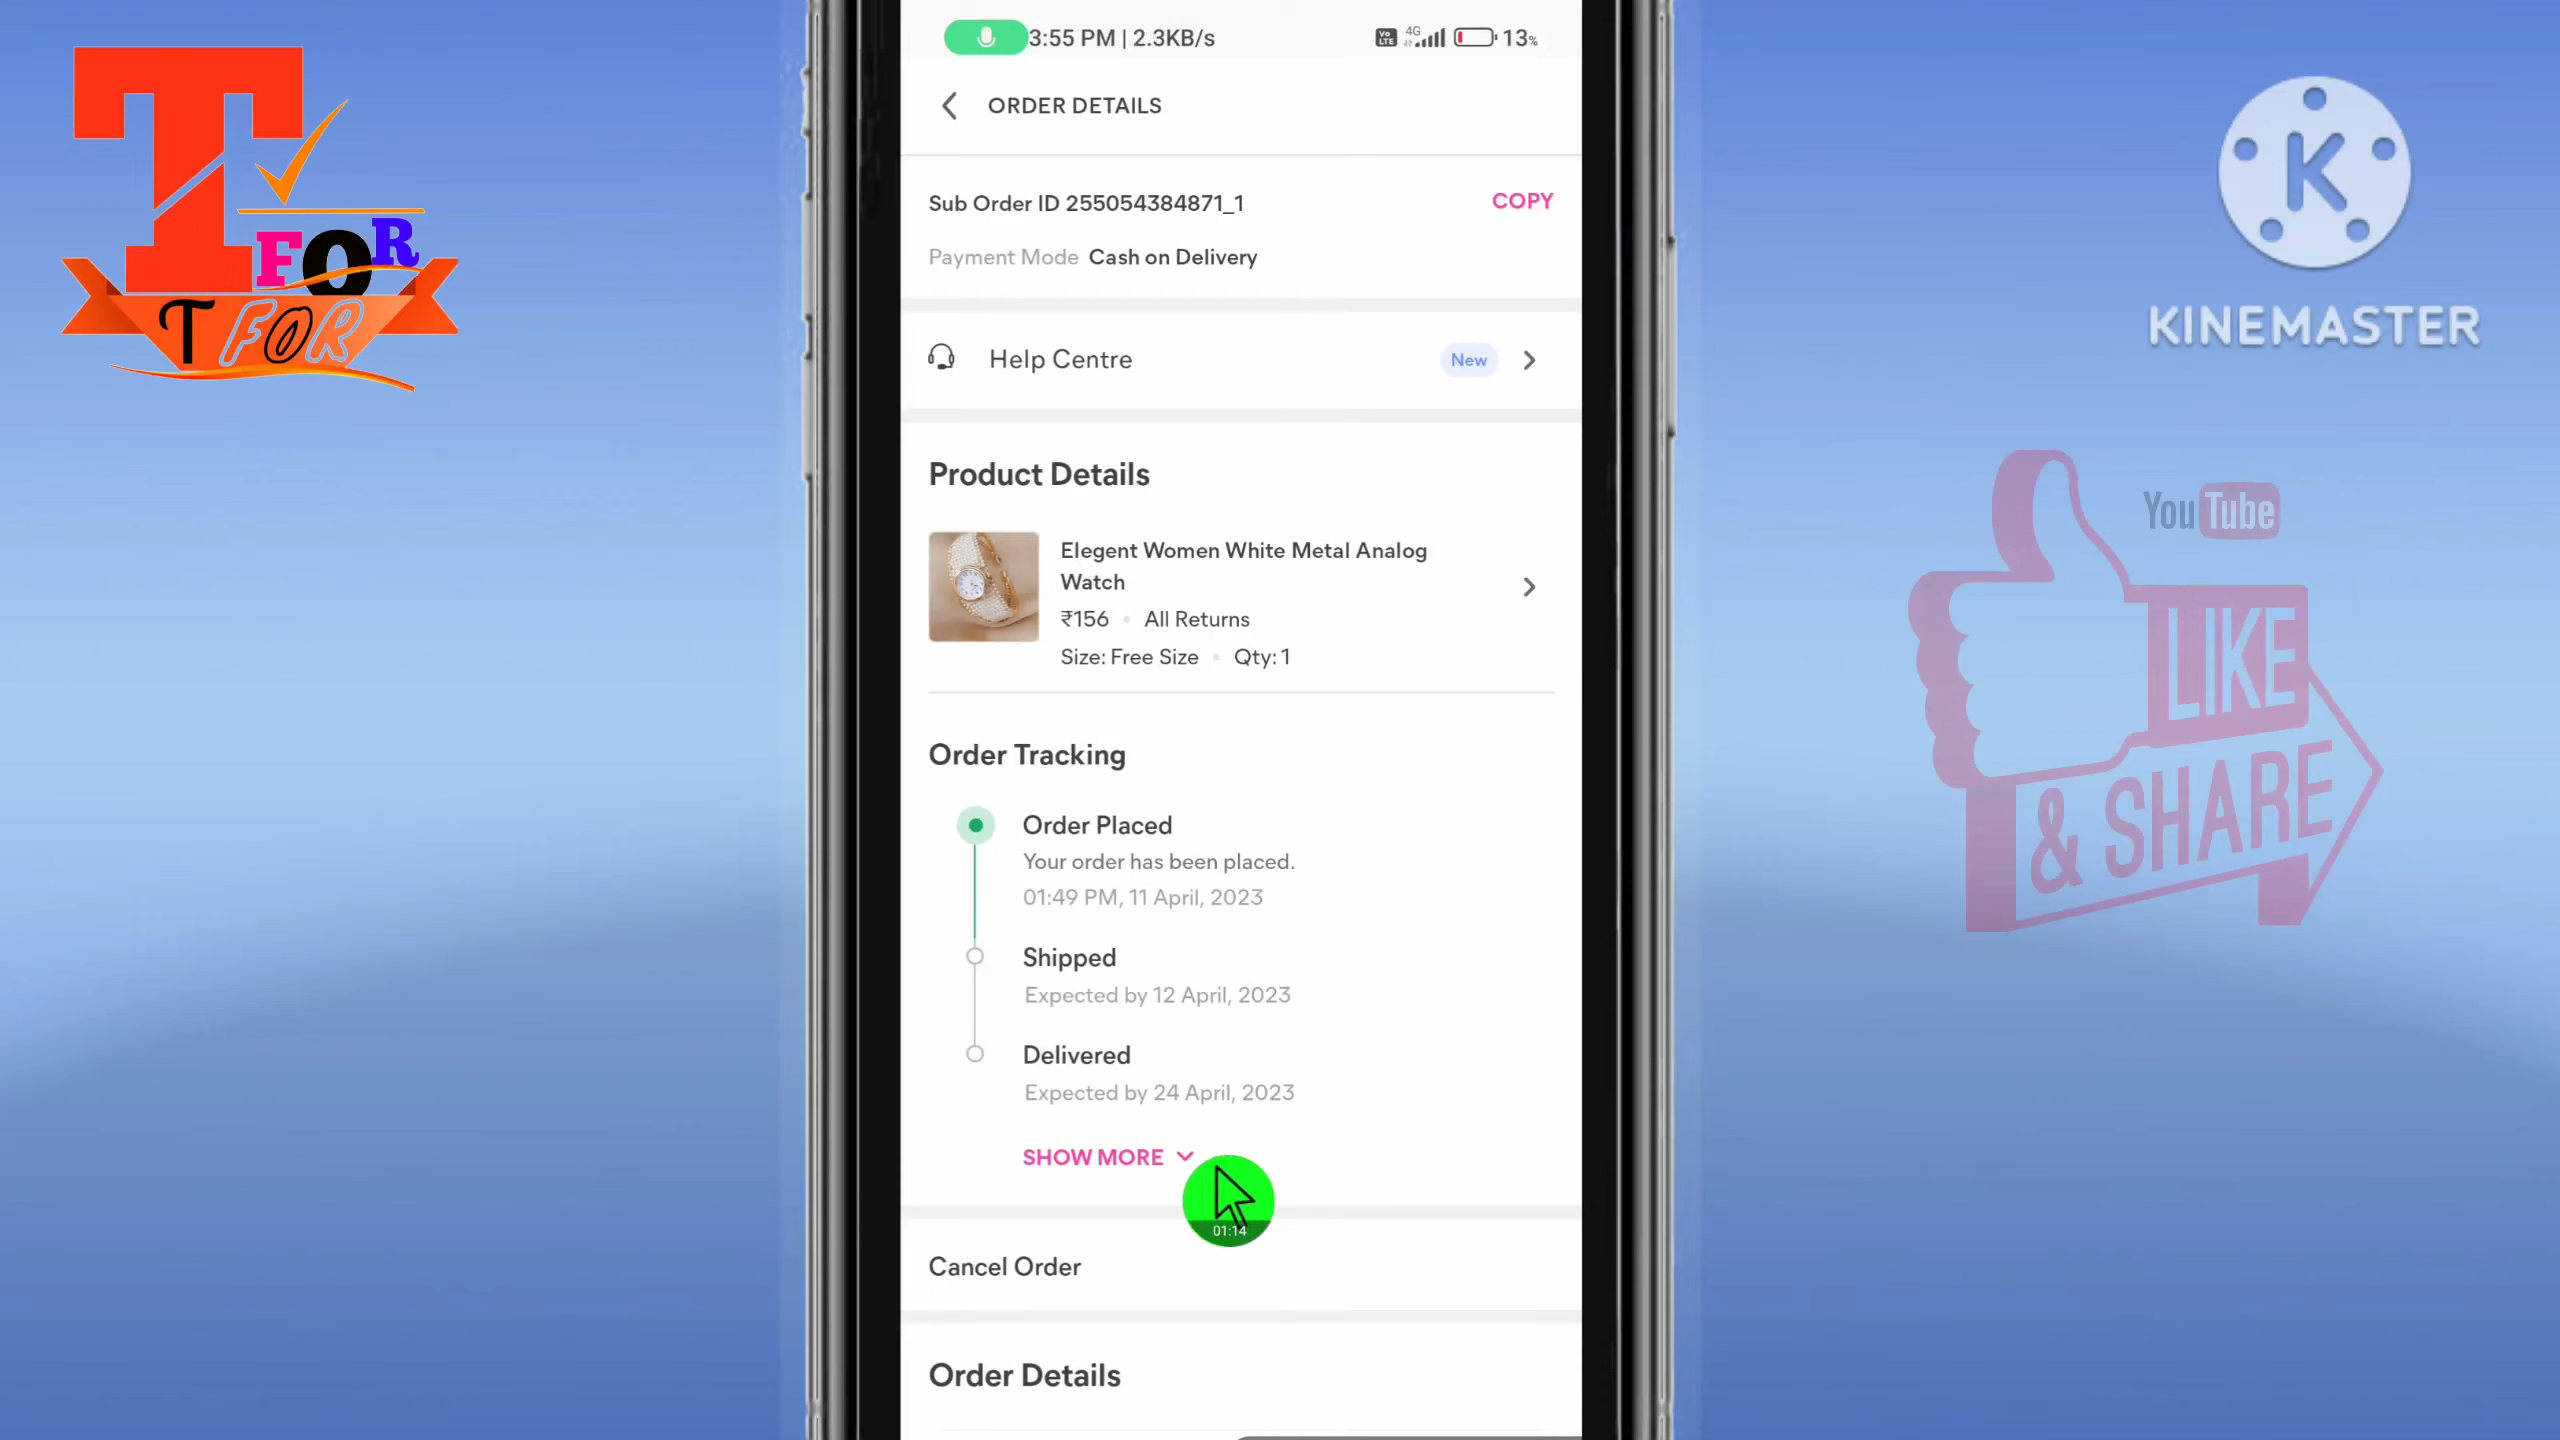 T
FOR
T FOR
3:55 PM | 2.3KB/s
Vo LTE 4G 13%
ORDER DETAILS
Sub Order ID 255054384871_1
COPY
Payment Mode Cash on Delivery
Help Centre
New
Product Details
Elegent Women White Metal Analog
Watch
₹156 • All Returns
Size: Free Size • Qty: 1
Order Tracking
Order Placed
Your order has been placed.
01:49 PM, 11 April, 2023
Shipped
Expected by 12 April, 2023
Delivered
Expected by 24 April, 2023
SHOW MORE
01:14
Cancel Order
Order Details
K
KINEMASTER
YouTube
LIKE
& SHARE